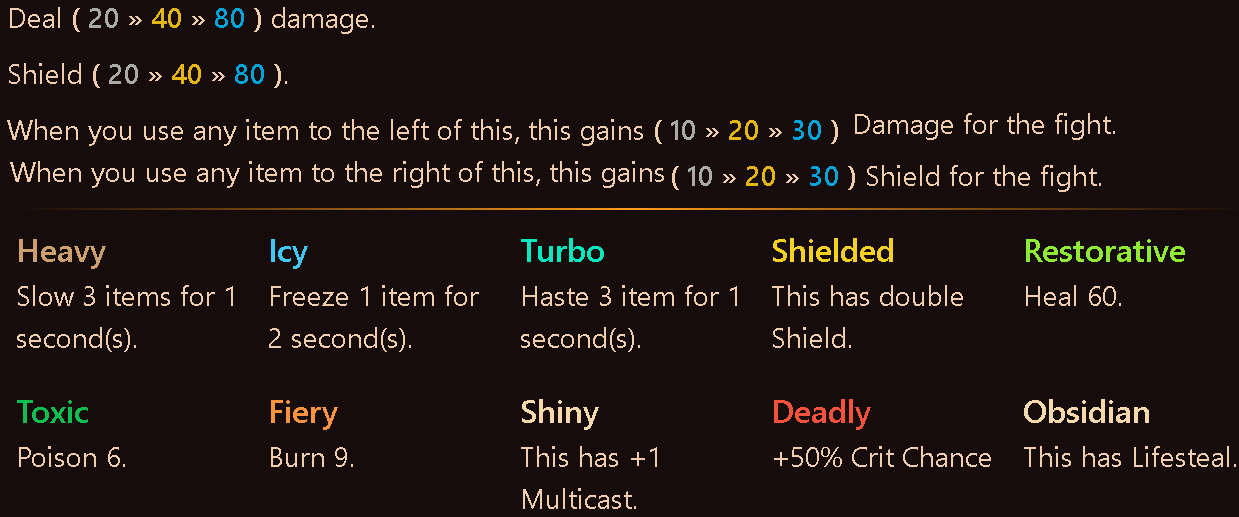 Deal ( 20 » 40 » 80 ) damage.
Shield ( 20 » 40 » 80 ).
When you use any item to the left of this, this gains ( 10 » 20 » 30 ) Damage for the fight.
When you use any item to the right of this, this gains ( 10 » 20 » 30 ) Shield for the fight.
Heavy
Slow 3 items for 1
second(s).
Icy
Freeze 1 item for
2 second(s).
Turbo
Haste 3 item for 1
second(s).
Shielded
This has double
Shield.
Restorative
Heal 60.
Toxic
Poison 6.
Fiery
Burn 9.
Shiny
This has +1
Multicast.
Deadly
+50% Crit Chance
Obsidian
This has Lifesteal.